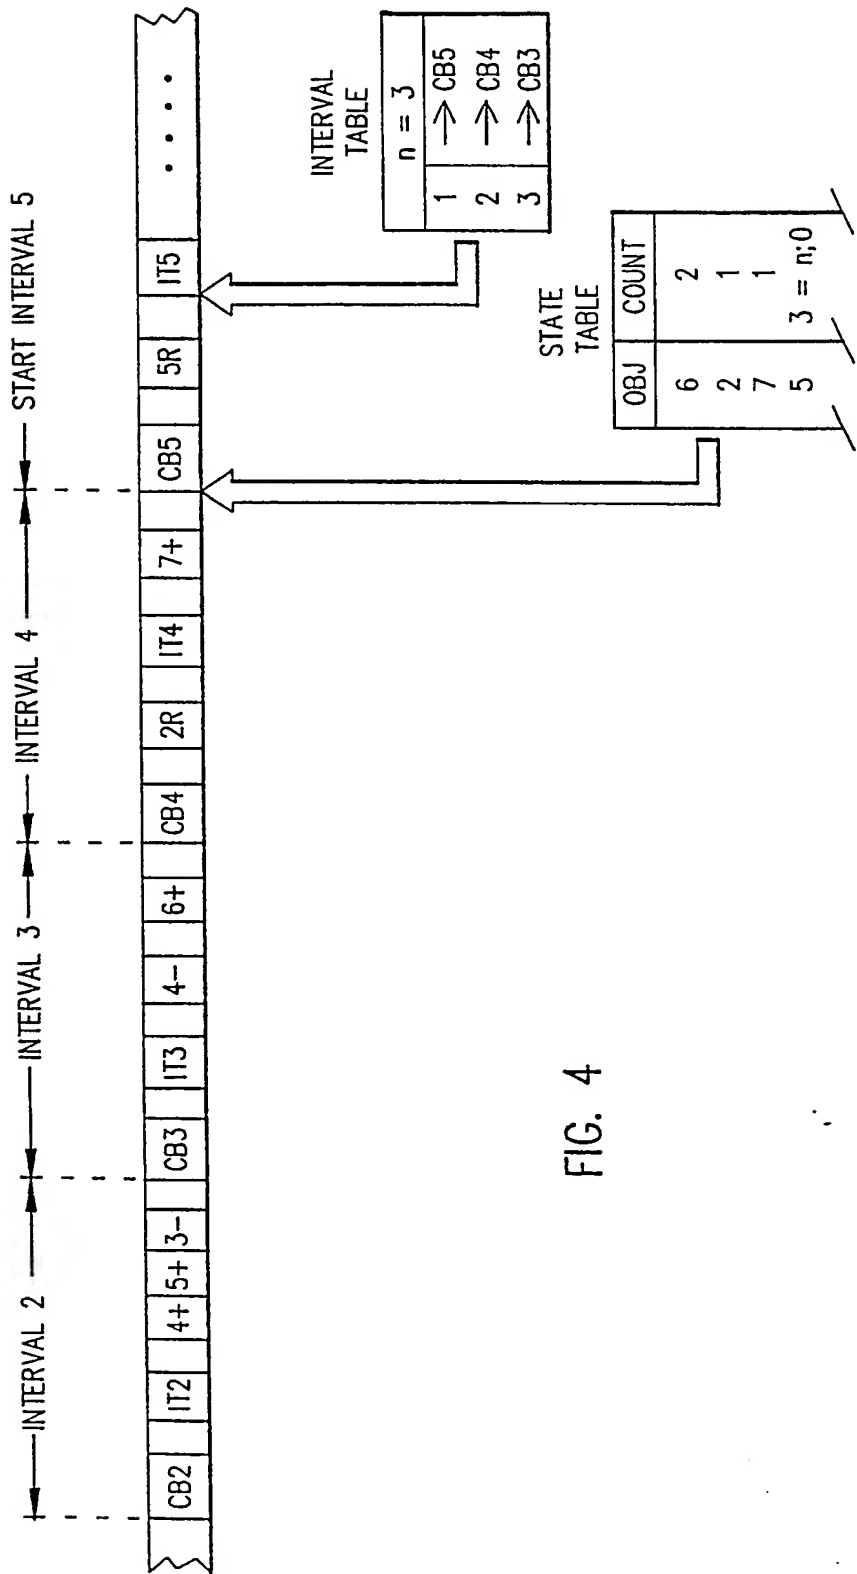 INTERVAL 2
INTERVAL 3
INTERVAL 4
START INTERVAL 5
CB2 IT2 4+ 5+ 3- CB3 IT3 4- 6+ CB4 2R IT4 7+ CB5 5R IT5 . . . .
INTERVAL
TABLE
n = 3
1 → CB5
2 → CB4
3 → CB3
STATE
TABLE
OBJ COUNT
6 2
2 1
7 1
5 3 = n;0
FIG. 4